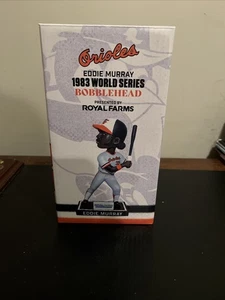 Orioles
EDDIE MURRAY
1983 WORLD SERIES
BOBBLEHEAD
PRESENTED BY
ROYAL FARMS
EDDIE MURRAY